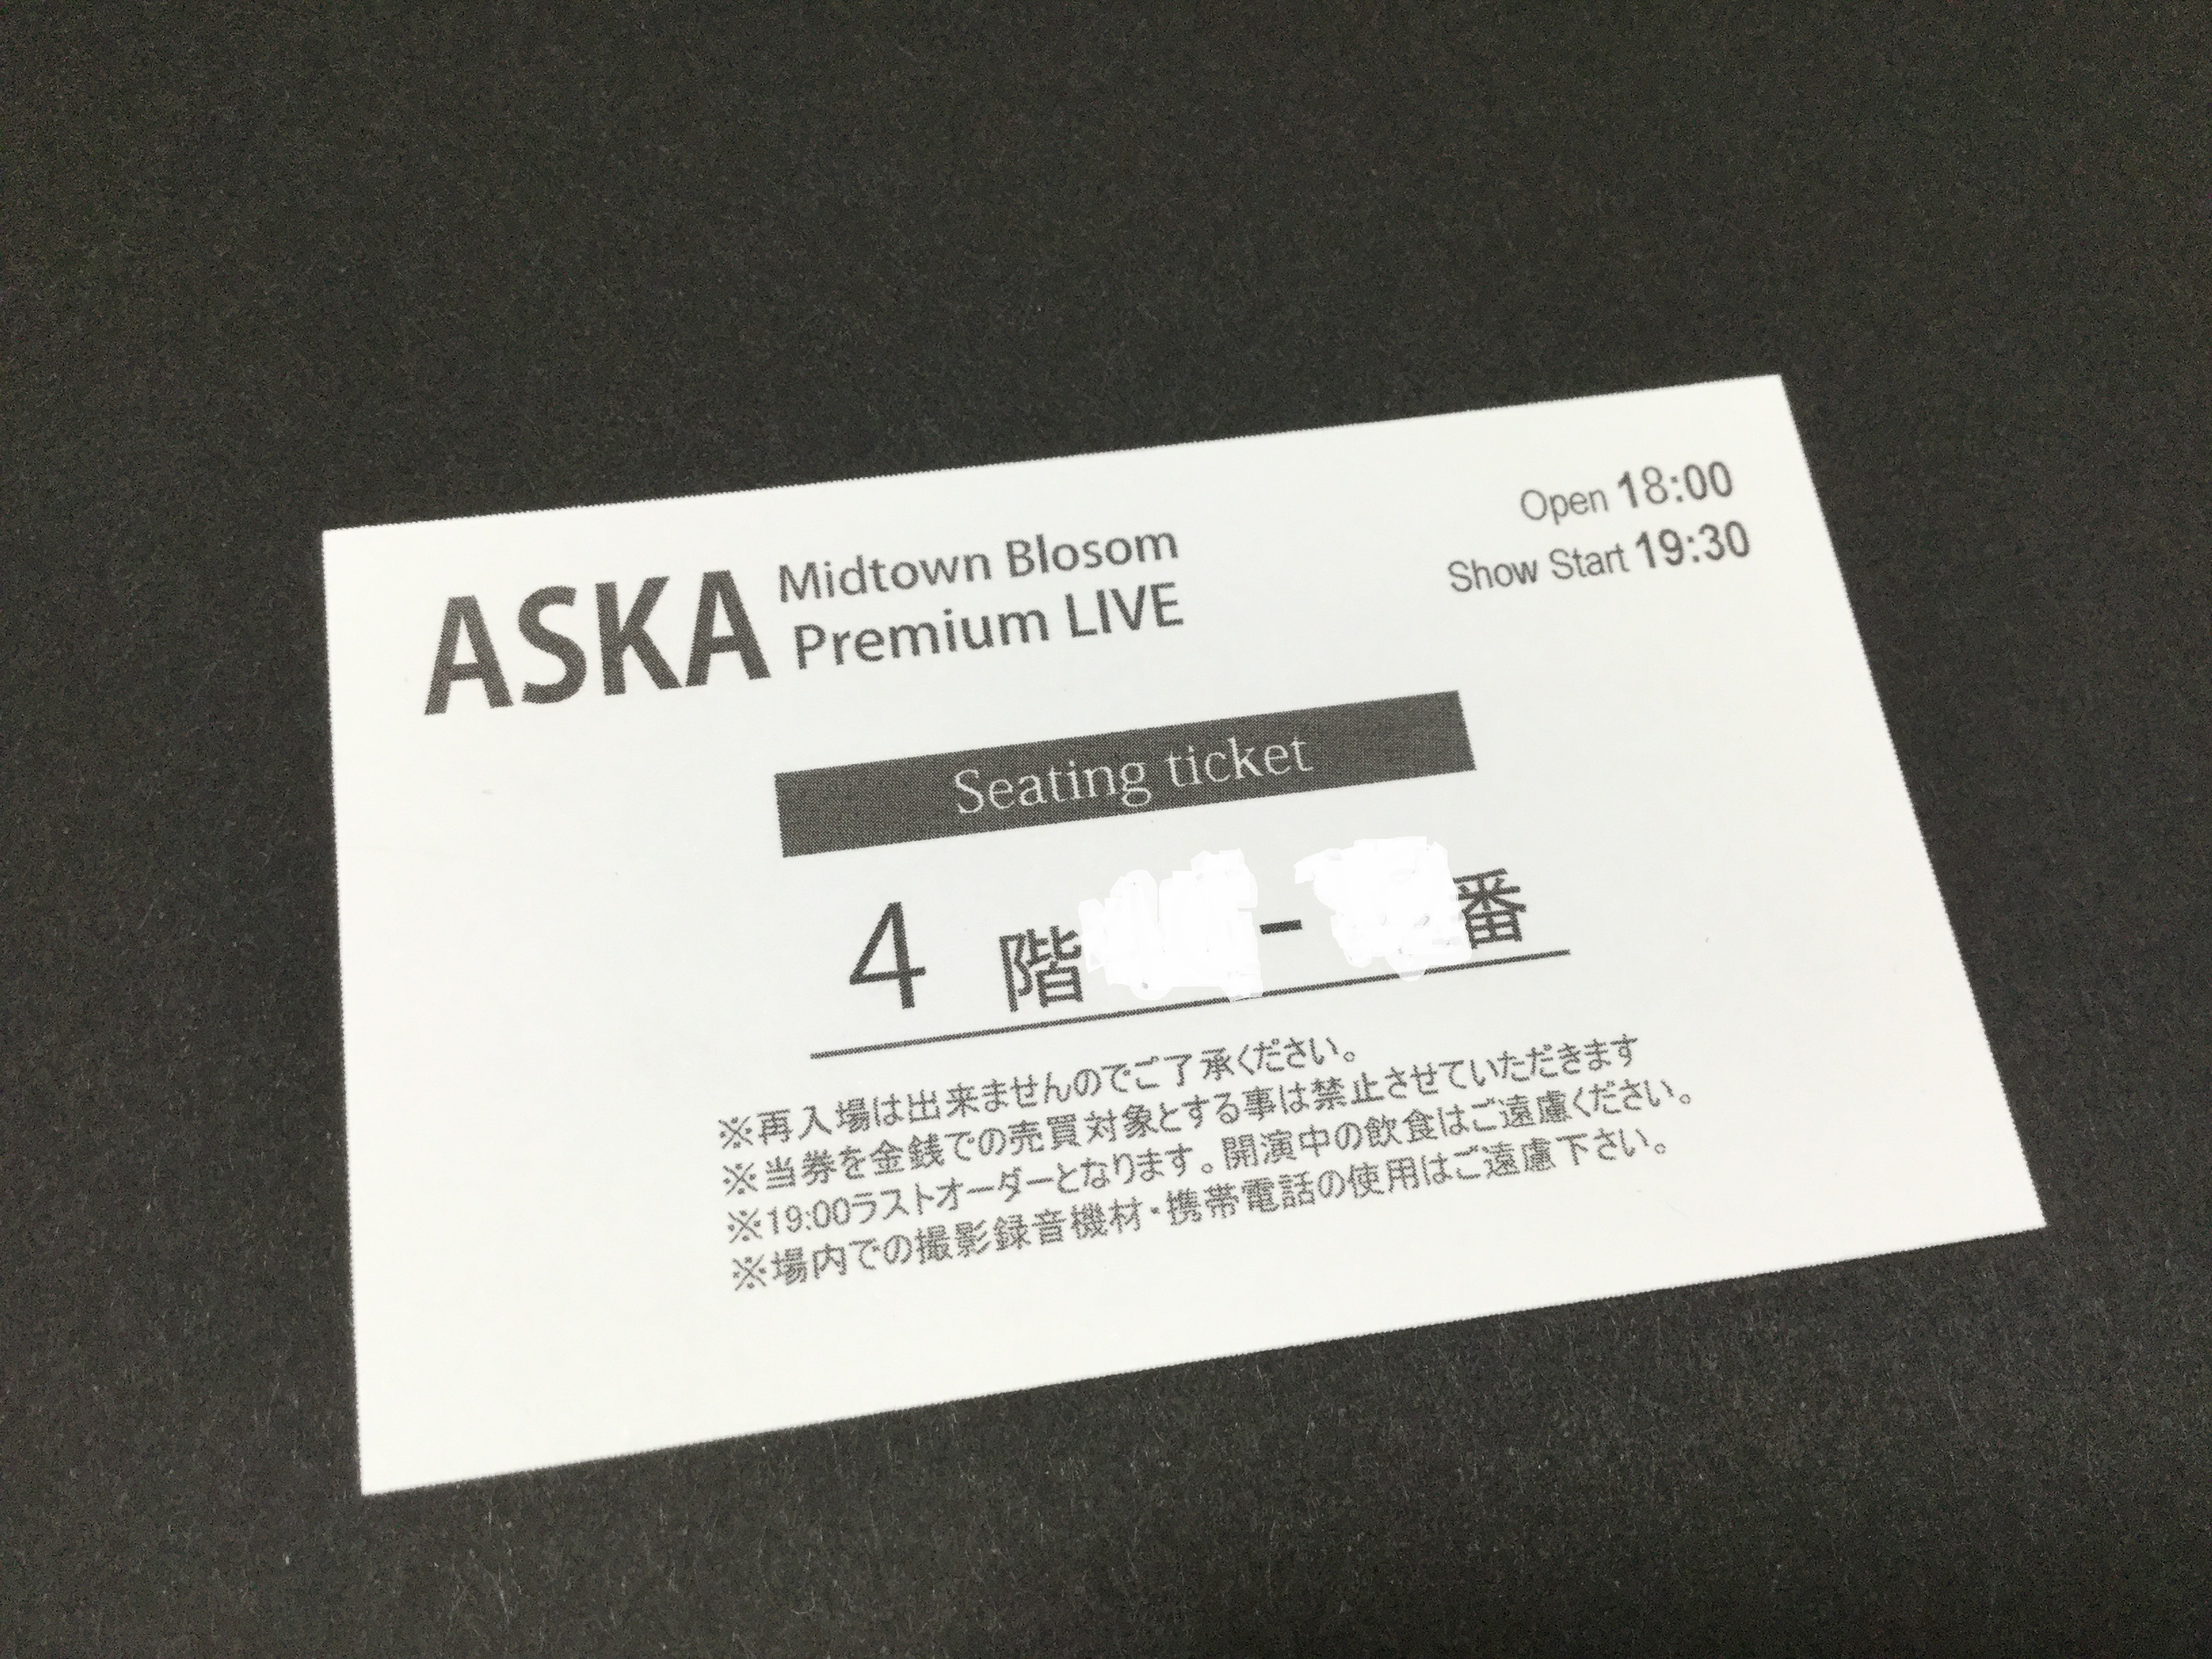 ASKA
Midtown Blosom
Premium LIVE
Open 18:00
Show Start 19:30
Seating ticket
4 階 - 番
※再入場は出来ませんのでご了承ください。
※当券を金銭での売買対象とする事は禁止させていただきます
※19:00ラストオーダーとなります。開演中の飲食はご遠慮ください。
※場内での撮影録音機材・携帯電話の使用はご遠慮下さい。